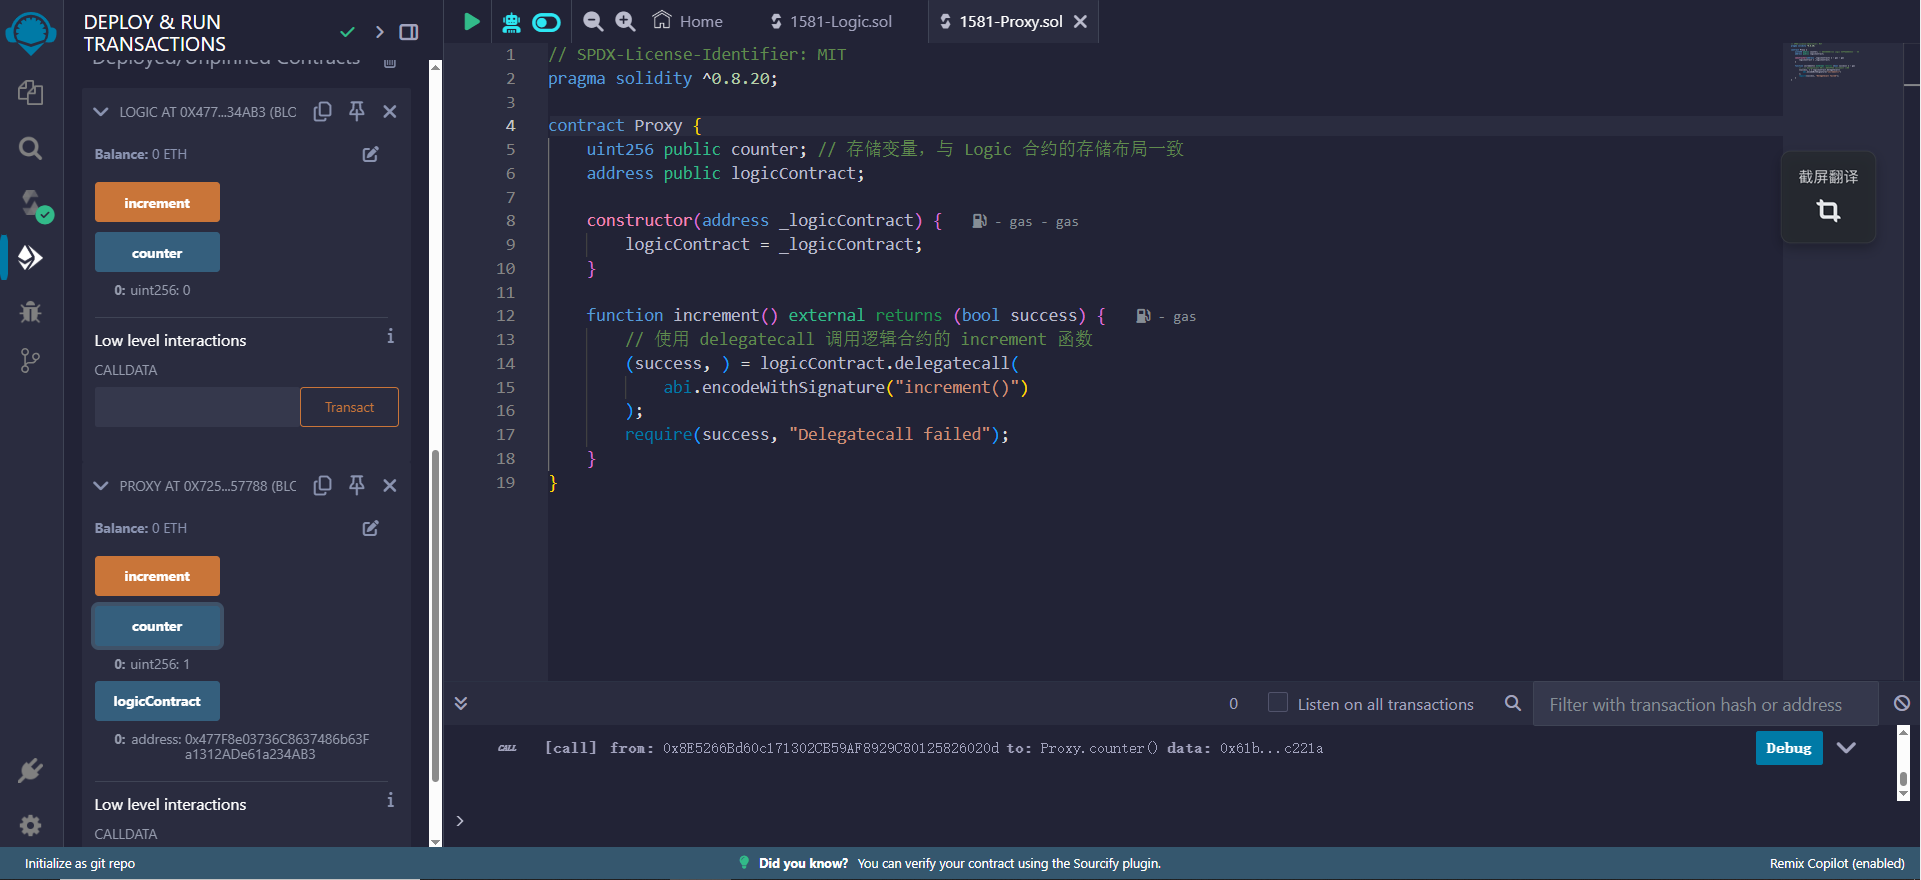 DEPLOY & RUN
TRANSACTIONS
Deployed/Unpinned Contracts
LOGIC AT 0X477...34AB3 (BLO
Balance: 0 ETH
increment
counter
0: uint256: 0
Low level interactions
CALLDATA
Transact
PROXY AT 0X725...57788 (BLO
Balance: 0 ETH
increment
counter
0: uint256: 1
logicContract
0: address: 0x477F8e03736C8637486b63F
a1312ADe61a234AB3
Low level interactions
CALLDATA
Home
1581-Logic.sol
1581-Proxy.sol
1 // SPDX-License-Identifier: MIT
2 pragma solidity ^0.8.20;
3
4 contract Proxy {
5 uint256 public counter; // 存储变量，与 Logic 合约的存储布局一致
6 address public logicContract;
7
8 constructor(address _logicContract) { - gas - gas
9 logicContract = _logicContract;
10 }
11
12 function increment() external returns (bool success) { - gas
13 // 使用 delegatecall 调用逻辑合约的 increment 函数
14 (success, ) = logicContract.delegatecall(
15 abi.encodeWithSignature("increment()")
16 );
17 require(success, "Delegatecall failed");
18 }
19 }
截屏翻译
0 Listen on all transactions Filter with transaction hash or address
CALL [call] from: 0x8E5266Bd60c171302CB59AF8929C80125826020d to: Proxy.counter() data: 0x61b...c221a Debug
>
Initialize as git repo
Did you know? You can verify your contract using the Sourcify plugin.
Remix Copilot (enabled)